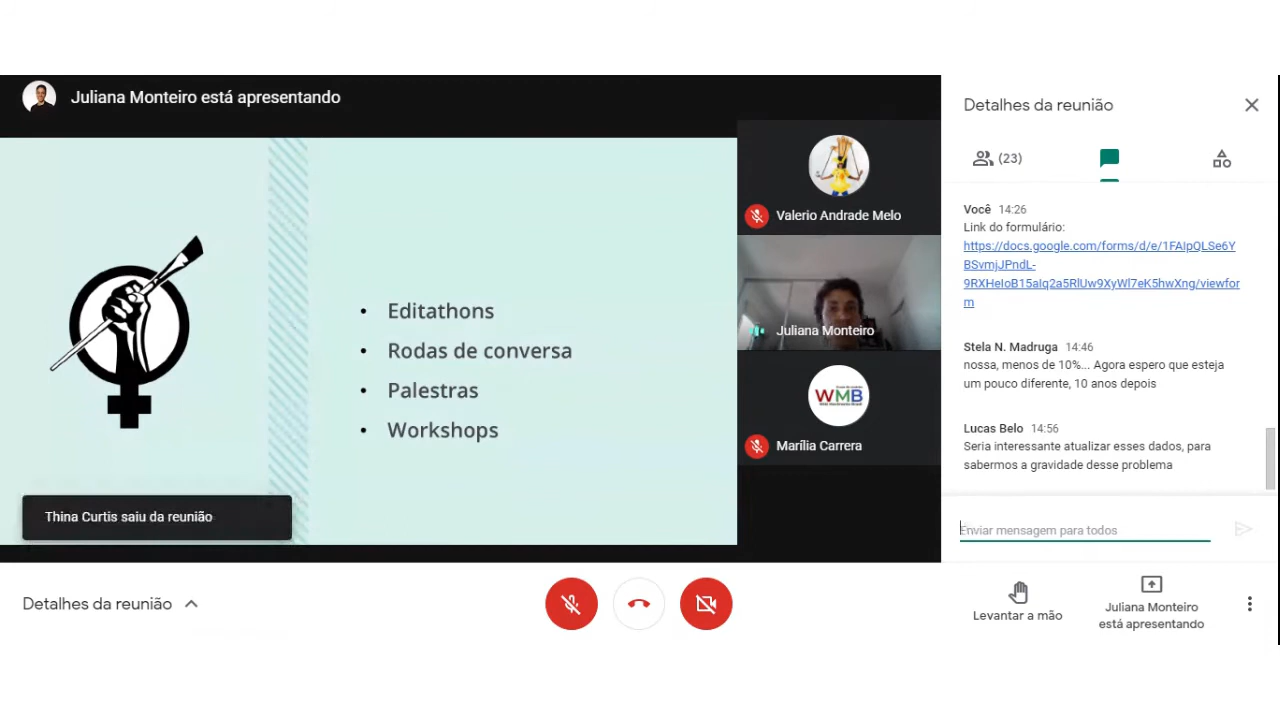 Juliana Monteiro está apresentando
Editathons
Rodas de conversa
Palestras
Workshops
Thina Curtis saiu da reunião
Valerio Andrade Melo
Juliana Monteiro
WMB
Marília Carrera
Detalhes da reunião
(23)
Você 14:26
Link do formulário:
https://docs.google.com/forms/d/e/1FAIpQLSe6Y
BSvmjJPndL-
9RXHeIoB15aIq2a5RlUw9XyWl7eK5hwXng/viewfor
m
Stela N. Madruga 14:46
nossa, menos de 10%... Agora espero que esteja
um pouco diferente, 10 anos depois
Lucas Belo 14:56
Seria interessante atualizar esses dados, para
sabermos a gravidade desse problema
Enviar mensagem para todos
Detalhes da reunião
Levantar a mão
Juliana Monteiro
está apresentando